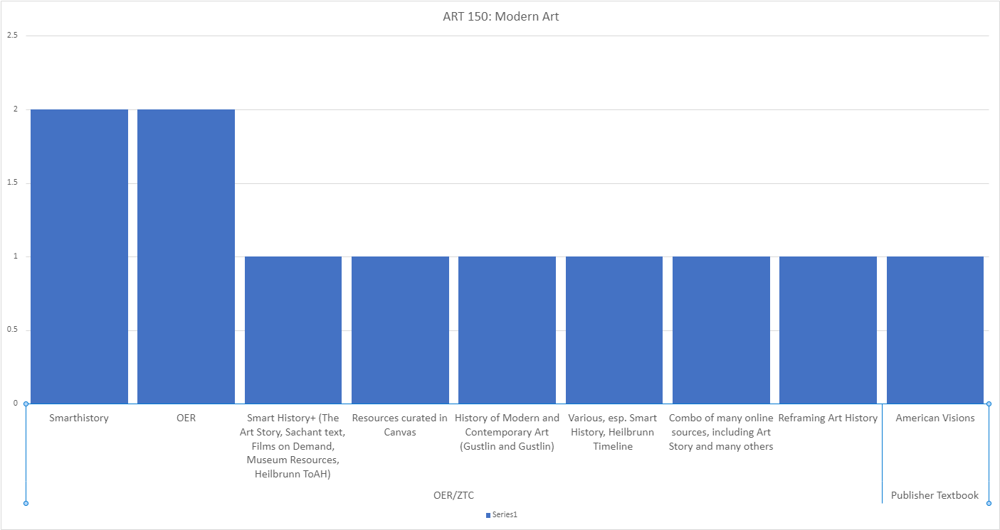 ART 150: Modern Art
2.5
2
1.5
1
0.5
0
Smarthistory
OER
Smart History+ (The
Art Story, Sachant text,
Films on Demand,
Museum Resources,
Heilbrunn ToAH)
Resources curated in
Canvas
History of Modern and
Contemporary Art
(Gustlin and Gustlin)
Various, esp. Smart
History, Heilbrunn
Timeline
Combo of many online
sources, including Art
Story and many others
Reframing Art History
American Visions
OER/ZTC
Publisher Textbook
Series1